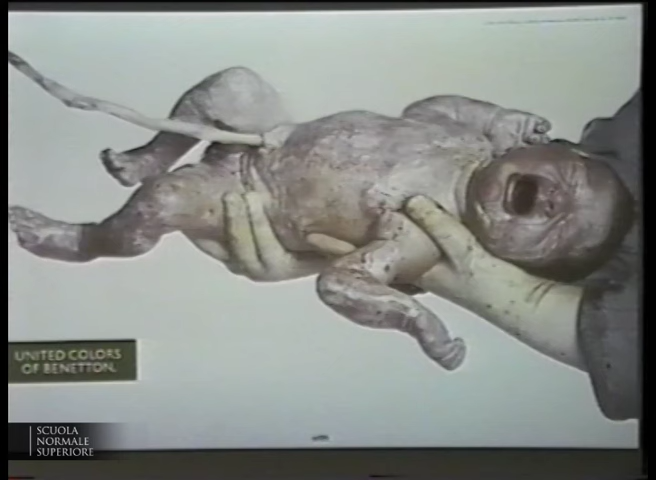 UNITED COLORS
OF BENETTON.
SCUOLA
NORMALE
SUPERIORE